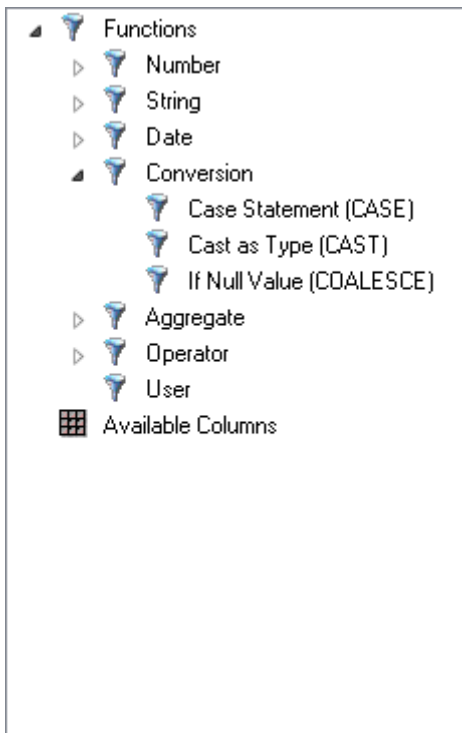 Functions
Number
String
Date
Conversion
Case Statement (CASE)
Cast as Type (CAST)
If Null Value (COALESCE)
Aggregate
Operator
User
Available Columns